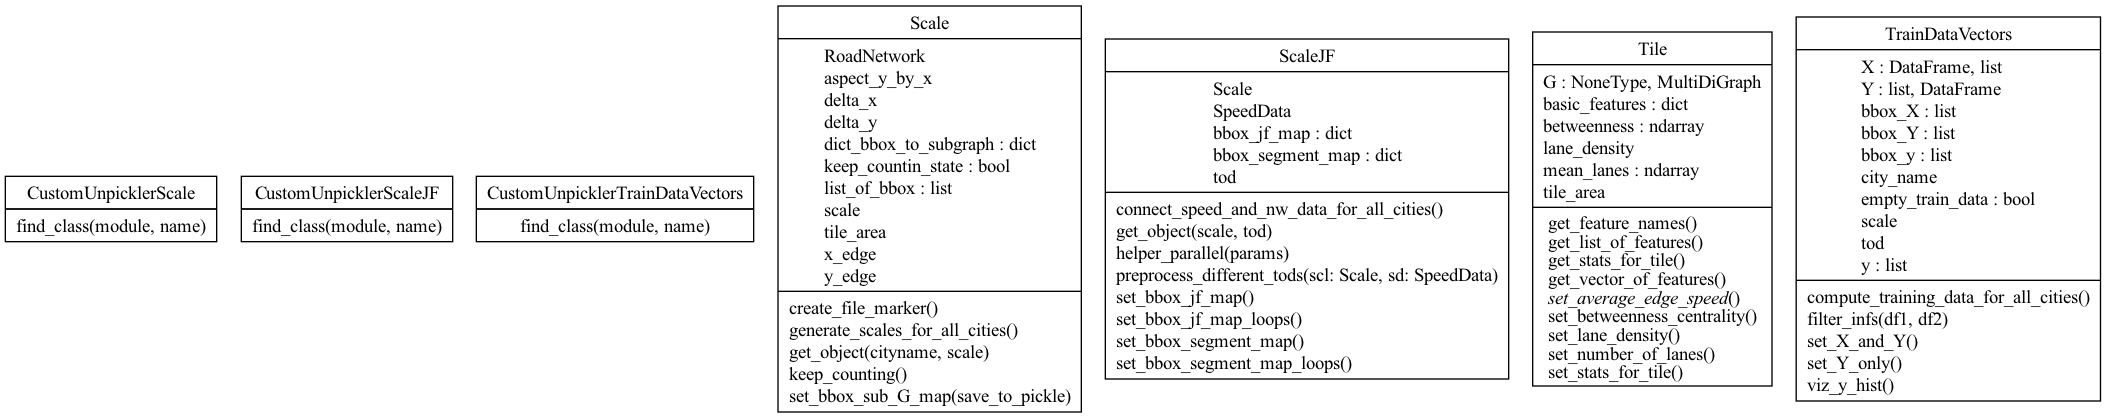 CustomUnpicklerScale
find_class(module, name)
CustomUnpicklerScaleJF
find_class(module, name)
CustomUnpicklerTrainDataVectors
find_class(module, name)
Scale
RoadNetwork
aspect_y_by_x
delta_x
delta_y
dict_bbox_to_subgraph : dict
keep_countin_state : bool
list_of_bbox : list
scale
tile_area
x_edge
y_edge
create_file_marker()
generate_scales_for_all_cities()
get_object(cityname, scale)
keep_counting()
set_bbox_sub_G_map(save_to_pickle)
ScaleJF
Scale
SpeedData
bbox_jf_map : dict
bbox_segment_map : dict
tod
connect_speed_and_nw_data_for_all_cities()
get_object(scale, tod)
helper_parallel(params)
preprocess_different_tods(scl: Scale, sd: SpeedData)
set_bbox_jf_map()
set_bbox_jf_map_loops()
set_bbox_segment_map()
set_bbox_segment_map_loops()
Tile
G : NoneType, MultiDiGraph
basic_features : dict
betweenness : ndarray
lane_density
mean_lanes : ndarray
tile_area
get_feature_names()
get_list_of_features()
get_stats_for_tile()
get_vector_of_features()
set_average_edge_speed()
set_betweenness_centrality()
set_lane_density()
set_number_of_lanes()
set_stats_for_tile()
TrainDataVectors
X : DataFrame, list
Y : list, DataFrame
bbox_X : list
bbox_Y : list
bbox_y : list
city_name
empty_train_data : bool
scale
tod
y : list
compute_training_data_for_all_cities()
filter_infs(df1, df2)
set_X_and_Y()
set_Y_only()
viz_y_hist()